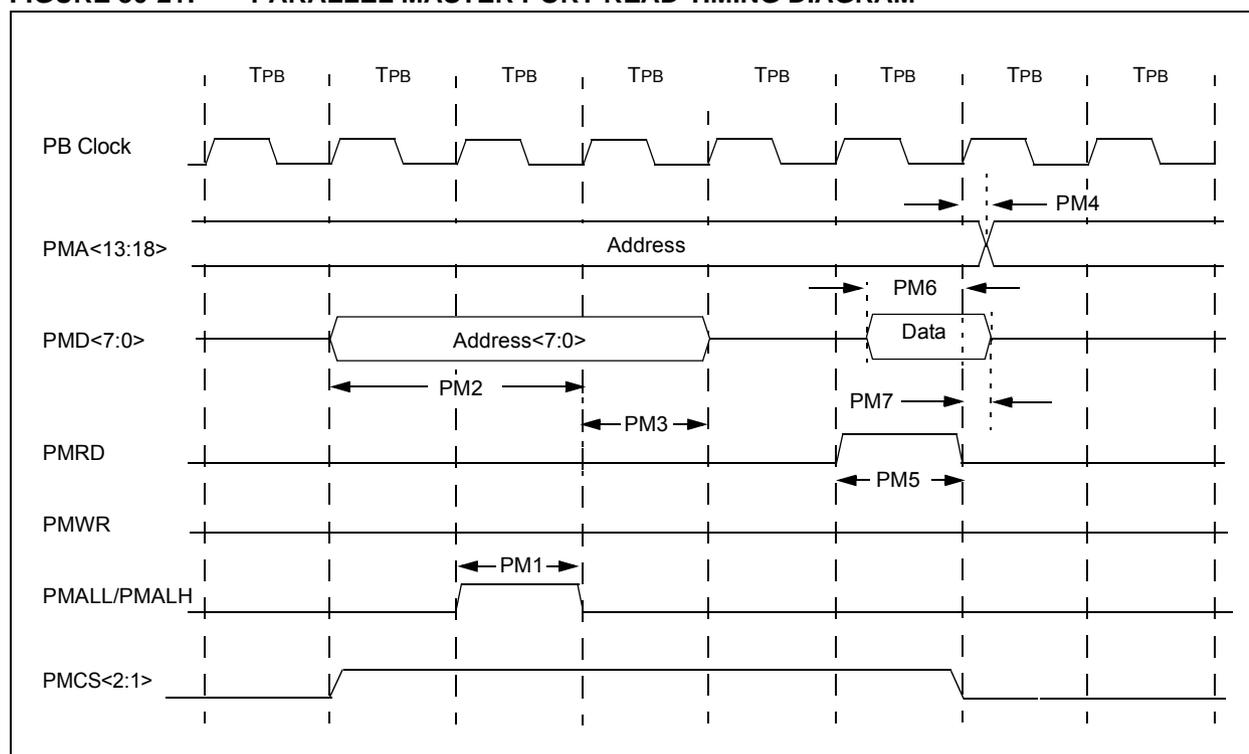 FIGURE PARALLEL MASTER PORT READ TIMING DIAGRAM
TPB TPB TPB TPB TPB TPB TPB TPB
PB Clock
PM4
PMA<13:18> Address
PM6
PMD<7:0> Address<7:0> Data
PM2
PM7
PM3
PMRD
PM5
PMWR
PM1
PMALL/PMALH
PMCS<2:1>